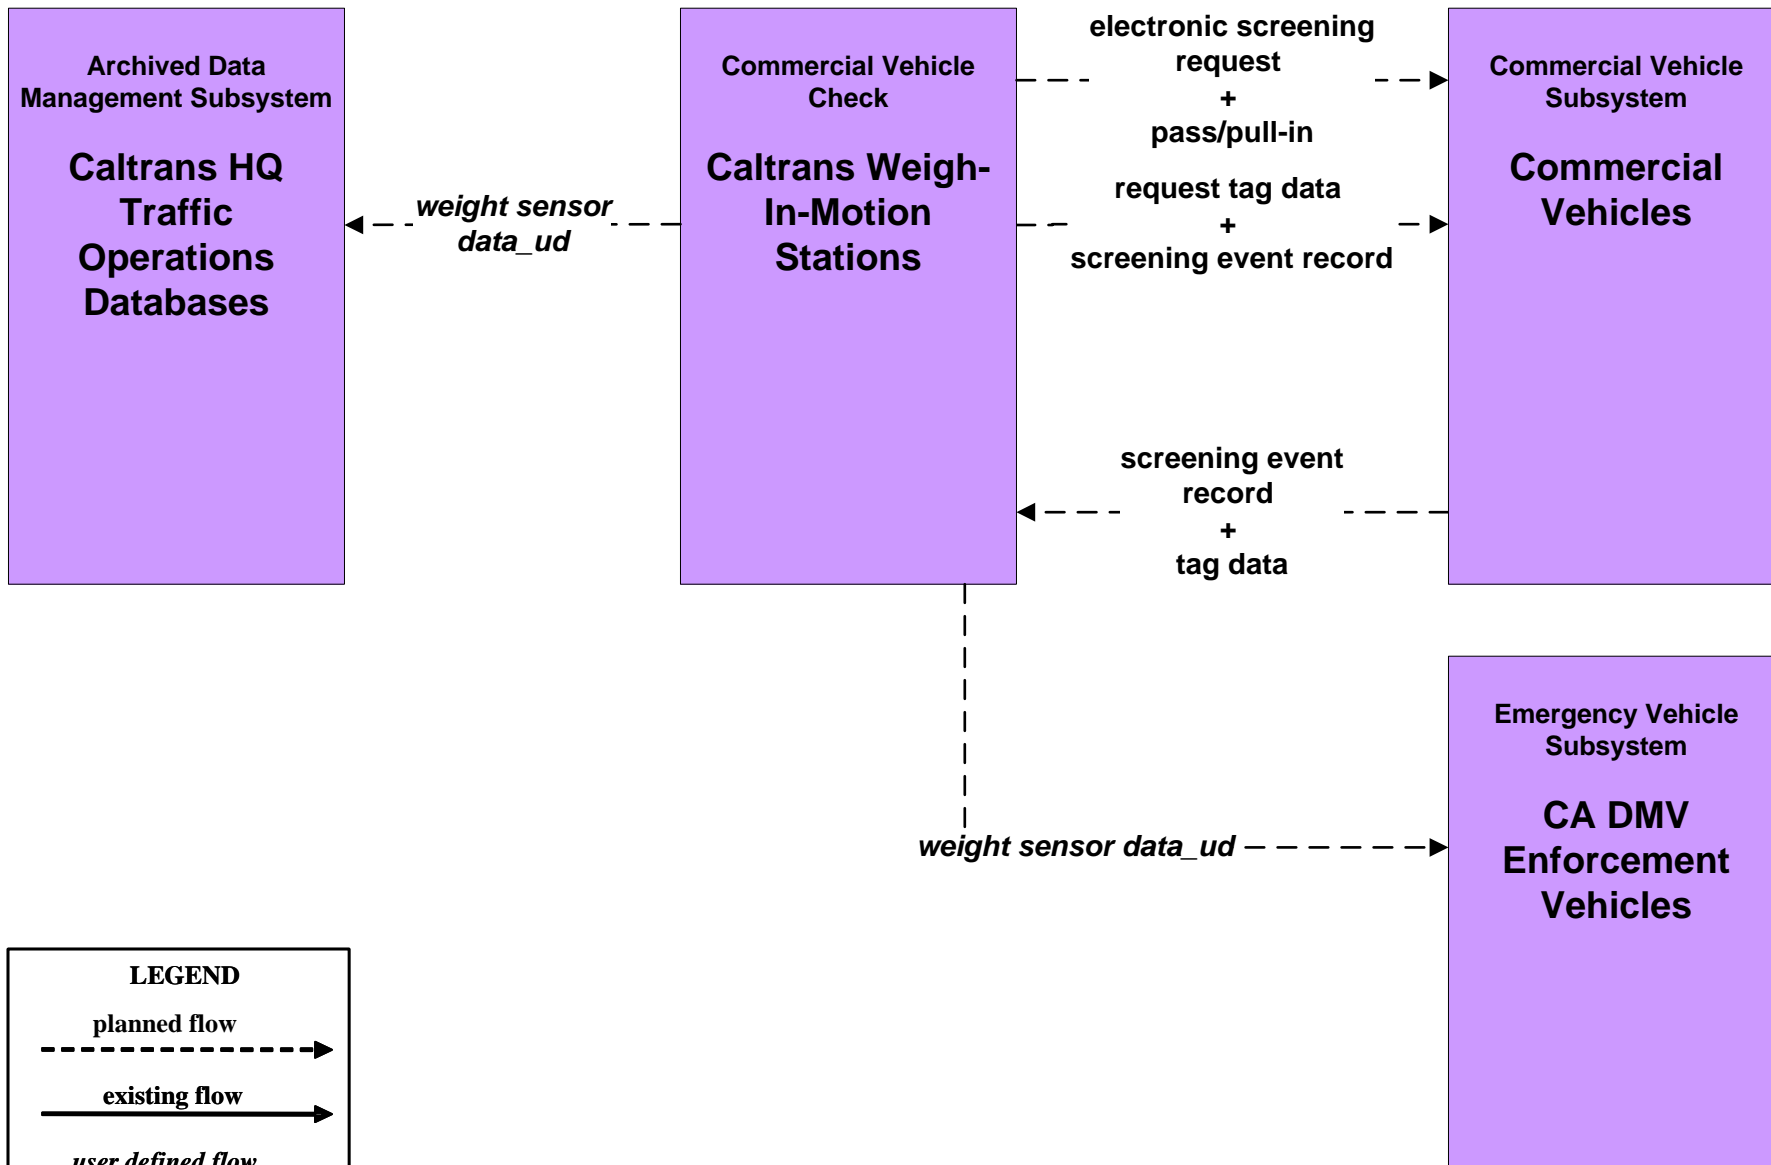 Archived Data
Management Subsystem
Caltrans HQ
Traffic
Operations
Databases
weight sensor
data_ud
Commercial Vehicle
Check
Caltrans Weigh-
In-Motion
Stations
electronic screening
request
+
pass/pull-in
request tag data
+
screening event record
screening event
record
+
tag data
Commercial Vehicle
Subsystem
Commercial
Vehicles
weight sensor data_ud
Emergency Vehicle
Subsystem
CA DMV
Enforcement
Vehicles
LEGEND
planned flow
existing flow
user defined flow